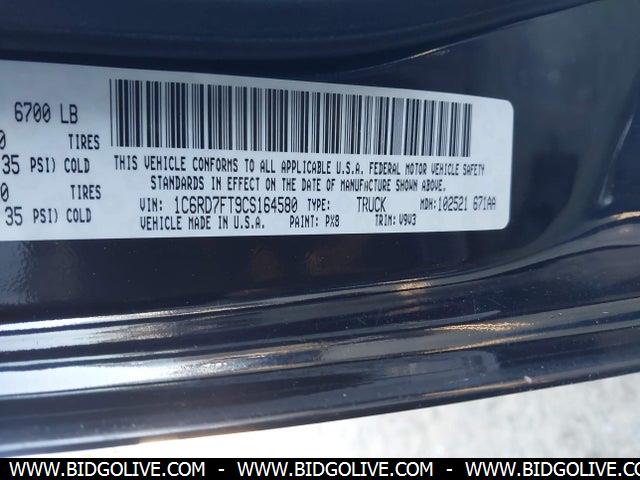 6700 LB
0 TIRES
35 PSI) COLD
0 TIRES
35 PSI) COLD
THIS VEHICLE CONFORMS TO ALL APPLICABLE U.S.A. FEDERAL MOTOR VEHICLE SAFETY
STANDARDS IN EFFECT ON THE DATE OF MANUFACTURE SHOWN ABOVE.
VIN: 1C6RD7FT9CS164580 TYPE: TRUCK MDH: 102521 671AA
VEHICLE MADE IN U.S.A. PAINT: PX8 TRIM: V9V3
WWW.BIDGOLIVE.COM - WWW.BIDGOLIVE.COM - WWW.BIDGOLIVE.COM